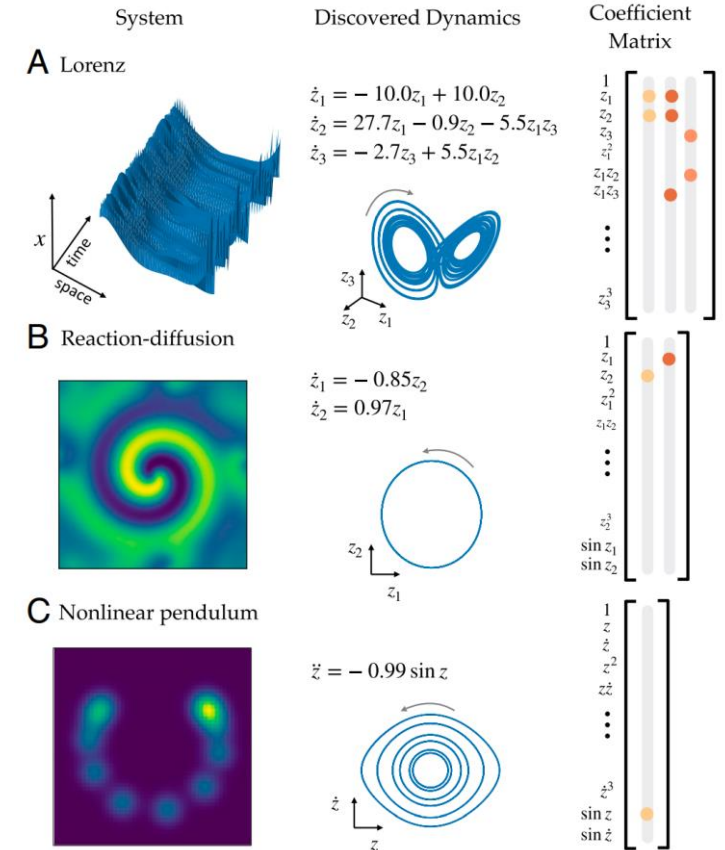 System
Discovered Dynamics
Coefficient
Matrix
A Lorenz
x
time
space
ż₁ = − 10.0z₁ + 10.0z₂
ż₂ = 27.7z₁ − 0.9z₂ − 5.5z₁z₃
ż₃ = − 2.7z₃ + 5.5z₁z₂
z₃
z₂
z₁
1
z₁
z₂
z₃
z₁²
z₁z₂
z₁z₃
⋮
z₃³
B Reaction-diffusion
ż₁ = − 0.85z₂
ż₂ = 0.97z₁
z₂
z₁
1
z₁
z₂
z₁²
z₁z₂
⋮
z₂³
sin z₁
sin z₂
C Nonlinear pendulum
z̈ = − 0.99 sin z
ż
z
1
z
ż
z²
zż
⋮
ż³
sin z
sin ż